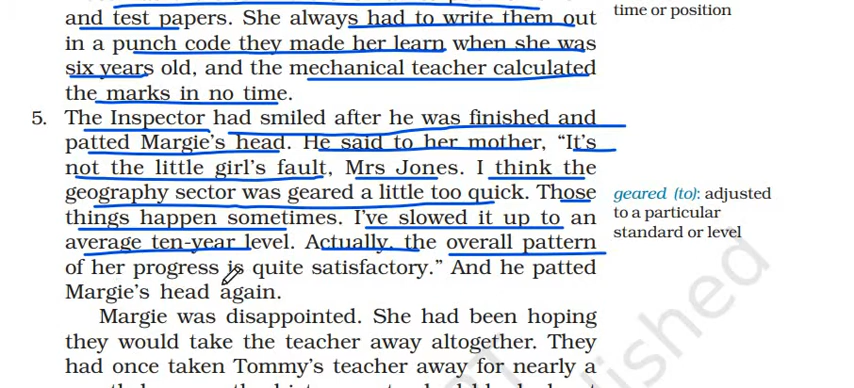 and test papers. She always had to write them out
in a punch code they made her learn when she was
six years old, and the mechanical teacher calculated
the marks in no time.
5. The Inspector had smiled after he was finished and
patted Margie's head. He said to her mother, “It's
not the little girl's fault, Mrs Jones. I think the
geography sector was geared a little too quick. Those
things happen sometimes. I've slowed it up to an
average ten-year level. Actually, the overall pattern
of her progress is quite satisfactory.” And he patted
Margie's head again.
Margie was disappointed. She had been hoping
they would take the teacher away altogether. They
had once taken Tommy's teacher away for nearly a
time or position
geared (to): adjusted
to a particular
standard or level